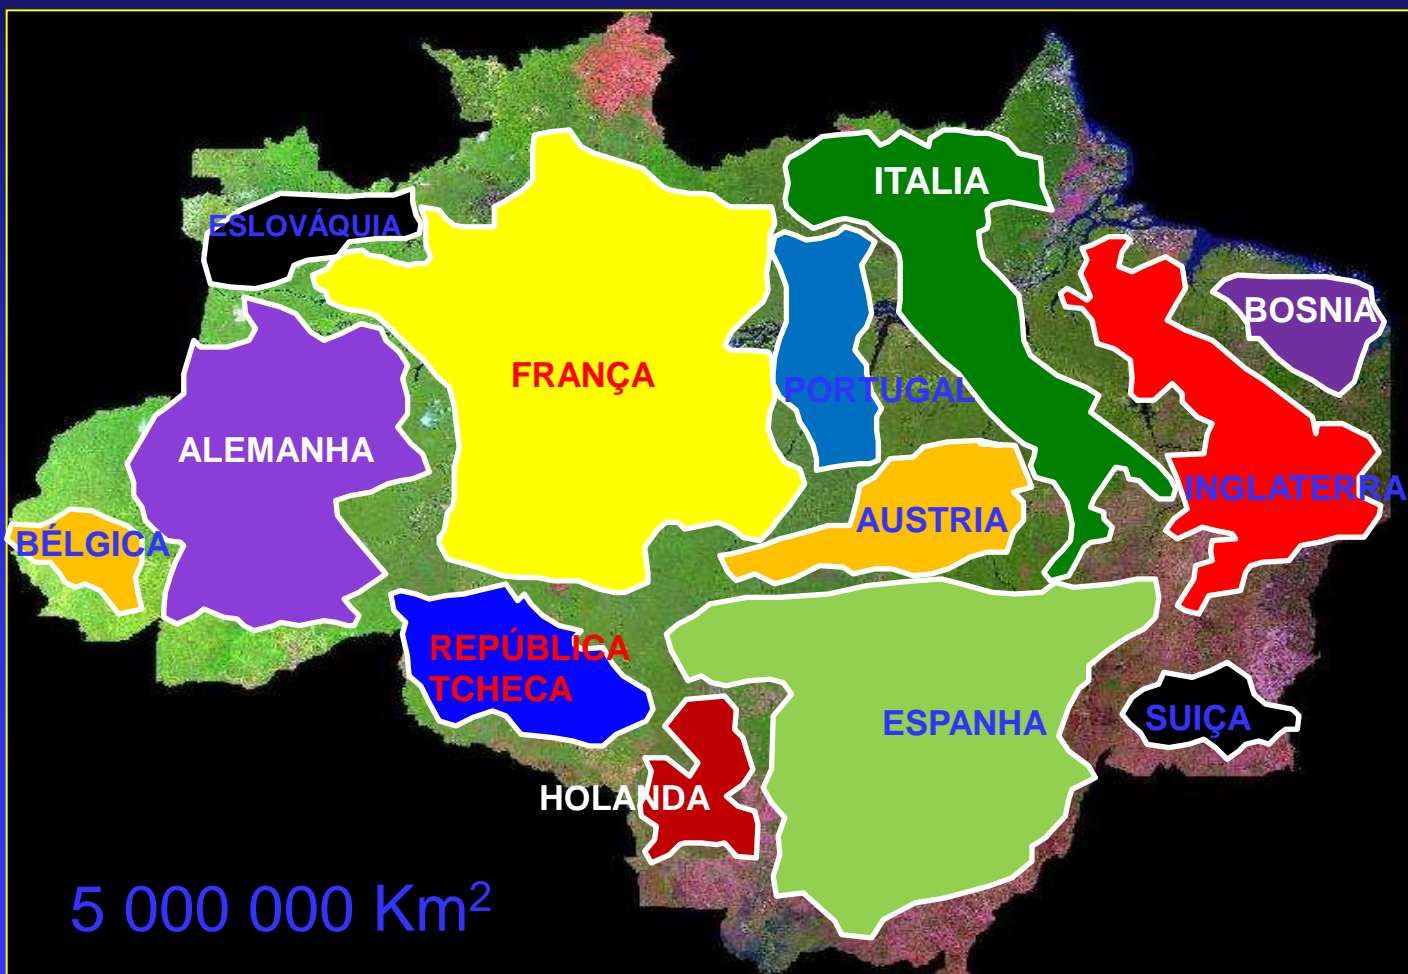 ITALIA
ESLOVÁQUIA
BOSNIA
FRANÇA
PORTUGAL
ALEMANHA
INGLATERRA
AUSTRIA
BÉLGICA
REPÚBLICA
TCHECA
ESPANHA
SUIÇA
HOLANDA
5 000 000 Km²